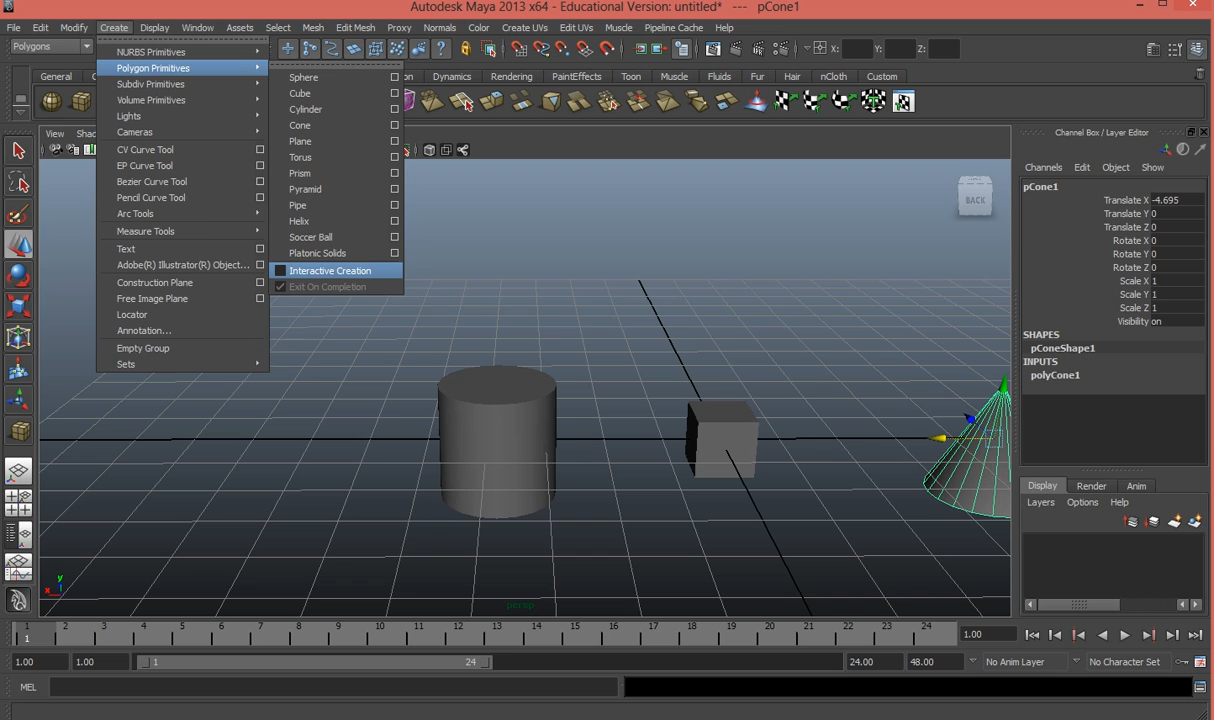 Autodesk Maya 2013 x64 - Educational Version: untitled* --- pCone1
File Edit Modify Create Display Window Assets Select Mesh Edit Mesh Proxy Normals Color Create UVs Edit UVs Muscle Pipeline Cache Help
Polygons X: Y: Z:
General C on Dynamics Rendering PaintEffects Toon Muscle Fluids Fur Hair nCloth Custom
NURBS Primitives
Polygon Primitives
Subdiv Primitives
Volume Primitives
Lights
Cameras
CV Curve Tool
EP Curve Tool
Bezier Curve Tool
Pencil Curve Tool
Arc Tools
Measure Tools
Text
Adobe(R) Illustrator(R) Object...
Construction Plane
Free Image Plane
Locator
Annotation...
Empty Group
Sets
Sphere
Cube
Cylinder
Cone
Plane
Torus
Prism
Pyramid
Pipe
Helix
Soccer Ball
Platonic Solids
Interactive Creation
Exit On Completion
View Shad
BACK
y
x
persp
Channel Box / Layer Editor
Channels Edit Object Show
pCone1
Translate X -4.695
Translate Y 0
Translate Z 0
Rotate X 0
Rotate Y 0
Rotate Z 0
Scale X 1
Scale Y 1
Scale Z 1
Visibility on
SHAPES
pConeShape1
INPUTS
polyCone1
Display Render Anim
Layers Options Help
1 2 3 4 5 6 7 8 9 10 11 12 13 14 15 16 17 18 19 20 21 22 23 24
1 1.00
1.00 1.00 1 24 24.00 48.00 No Anim Layer No Character Set
MEL